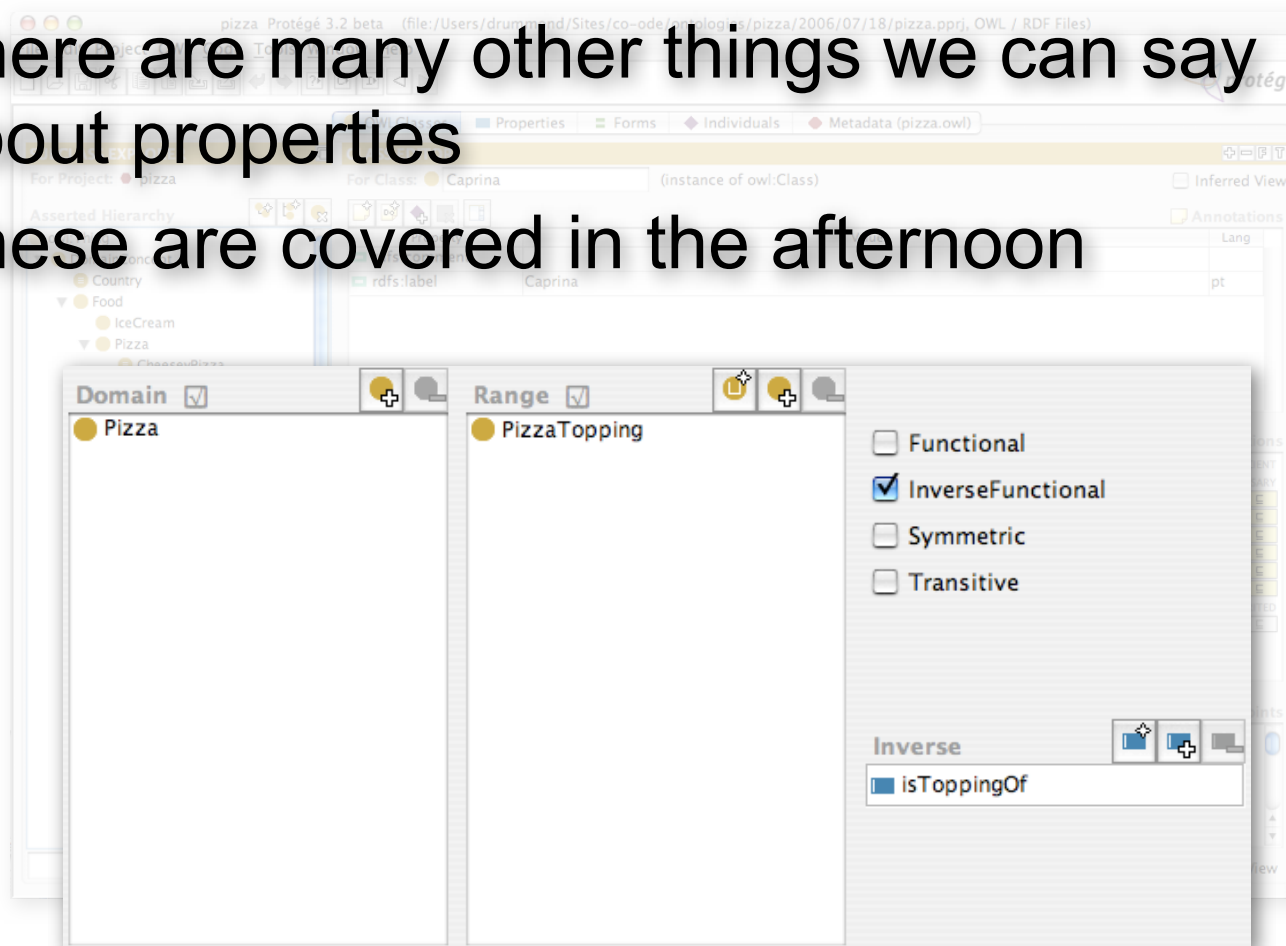 pizza Protégé 3.2 beta (file:/Users/drummond/Sites/co-ode/ontologies/pizza/2006/07/18/pizza.pprj, OWL / RDF Files)
here are many other things we can say
protég
Properties Forms Individuals Metadata (pizza.owl)
bout properties
For Project: pizza
For Class: Caprina (instance of owl:Class) Inferred View
Asserted Hierarchy
Annotations
hese are covered in the afternoon
Lang
Country
rdfs:label Caprina pt
Food
IceCream
Pizza
CheeseyPizza
Domain Range
Pizza PizzaTopping
Functional
InverseFunctional
Symmetric
Transitive
Inverse
isToppingOf